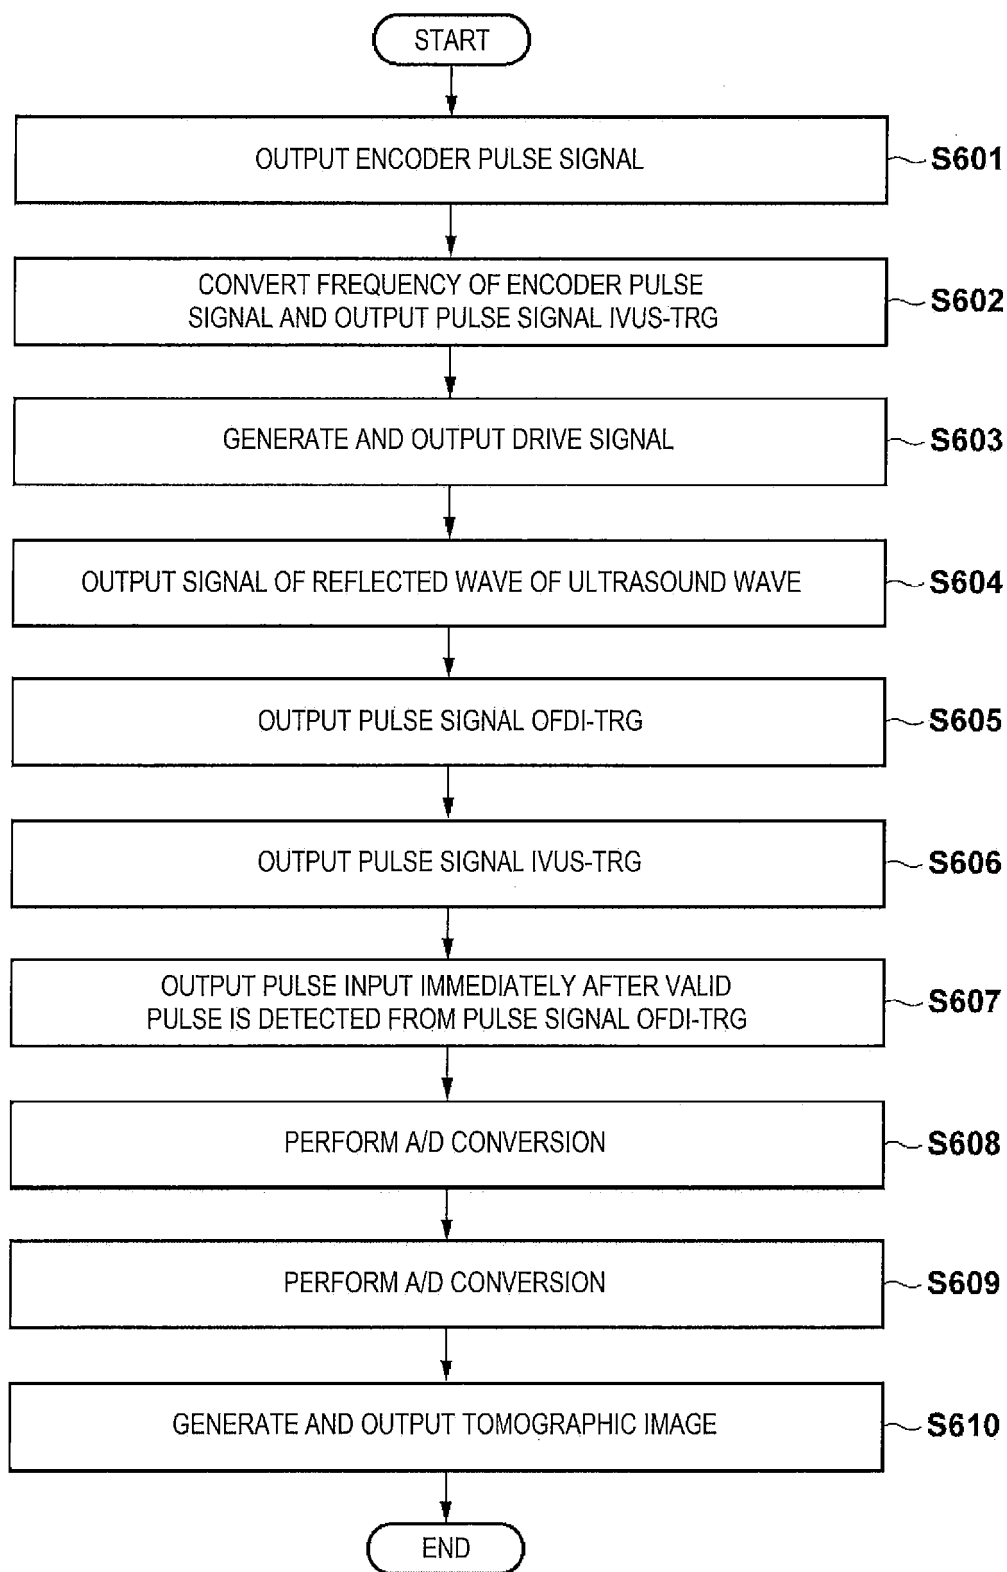 START
OUTPUT ENCODER PULSE SIGNAL
S601
CONVERT FREQUENCY OF ENCODER PULSE
SIGNAL AND OUTPUT PULSE SIGNAL IVUS-TRG
S602
GENERATE AND OUTPUT DRIVE SIGNAL
S603
OUTPUT SIGNAL OF REFLECTED WAVE OF ULTRASOUND WAVE
S604
OUTPUT PULSE SIGNAL OFDI-TRG
S605
OUTPUT PULSE SIGNAL IVUS-TRG
S606
OUTPUT PULSE INPUT IMMEDIATELY AFTER VALID
PULSE IS DETECTED FROM PULSE SIGNAL OFDI-TRG
S607
PERFORM A/D CONVERSION
S608
PERFORM A/D CONVERSION
S609
GENERATE AND OUTPUT TOMOGRAPHIC IMAGE
S610
END